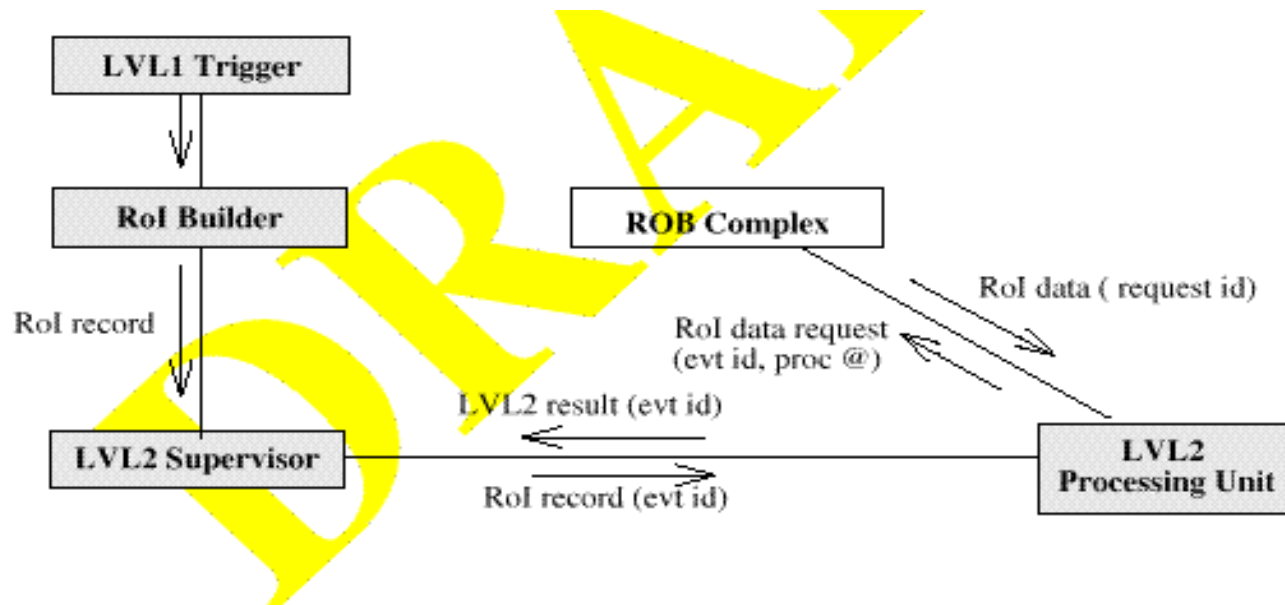 LVL1 Trigger
RoI Builder
ROB Complex
RoI data ( request id)
RoI record
RoI data request
(evt id, proc @)
LVL2 result (evt id)
LVL2 Supervisor
LVL2
Processing Unit
RoI record (evt id)
DRA